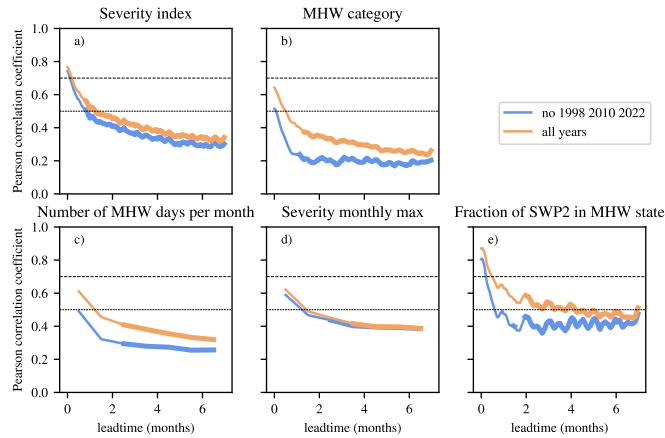 Severity index
MHW category
Pearson correlation coefficient
1.0
0.8
0.6
0.4
0.2
0.0
a)
b)
no 1998 2010 2022
all years
Number of MHW days per month
Severity monthly max
Fraction of SWP2 in MHW state
Pearson correlation coefficient
1.0
0.8
0.6
0.4
0.2
0.0
c)
d)
e)
0 2 4 6
0 2 4 6
0 2 4 6
leadtime (months)
leadtime (months)
leadtime (months)